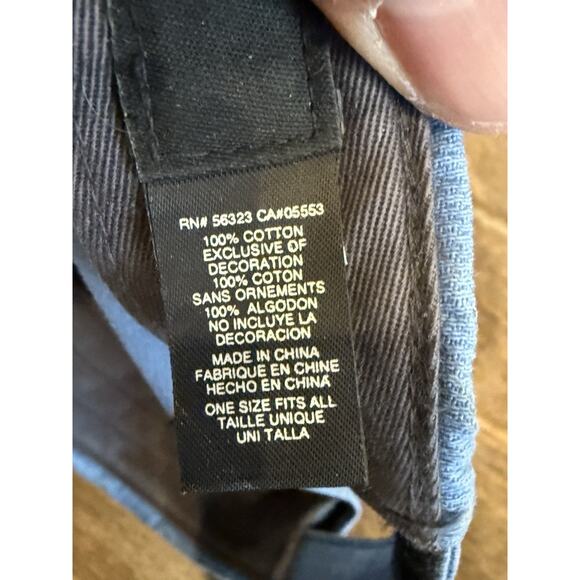 RN# 56323 CA#05553
100% COTTON
EXCLUSIVE OF
DECORATION
100% COTON
SANS ORNEMENTS
100% ALGODON
NO INCLUYE LA
DECORACION
MADE IN CHINA
FABRIQUE EN CHINE
HECHO EN CHINA
ONE SIZE FITS ALL
TAILLE UNIQUE
UNI TALLA